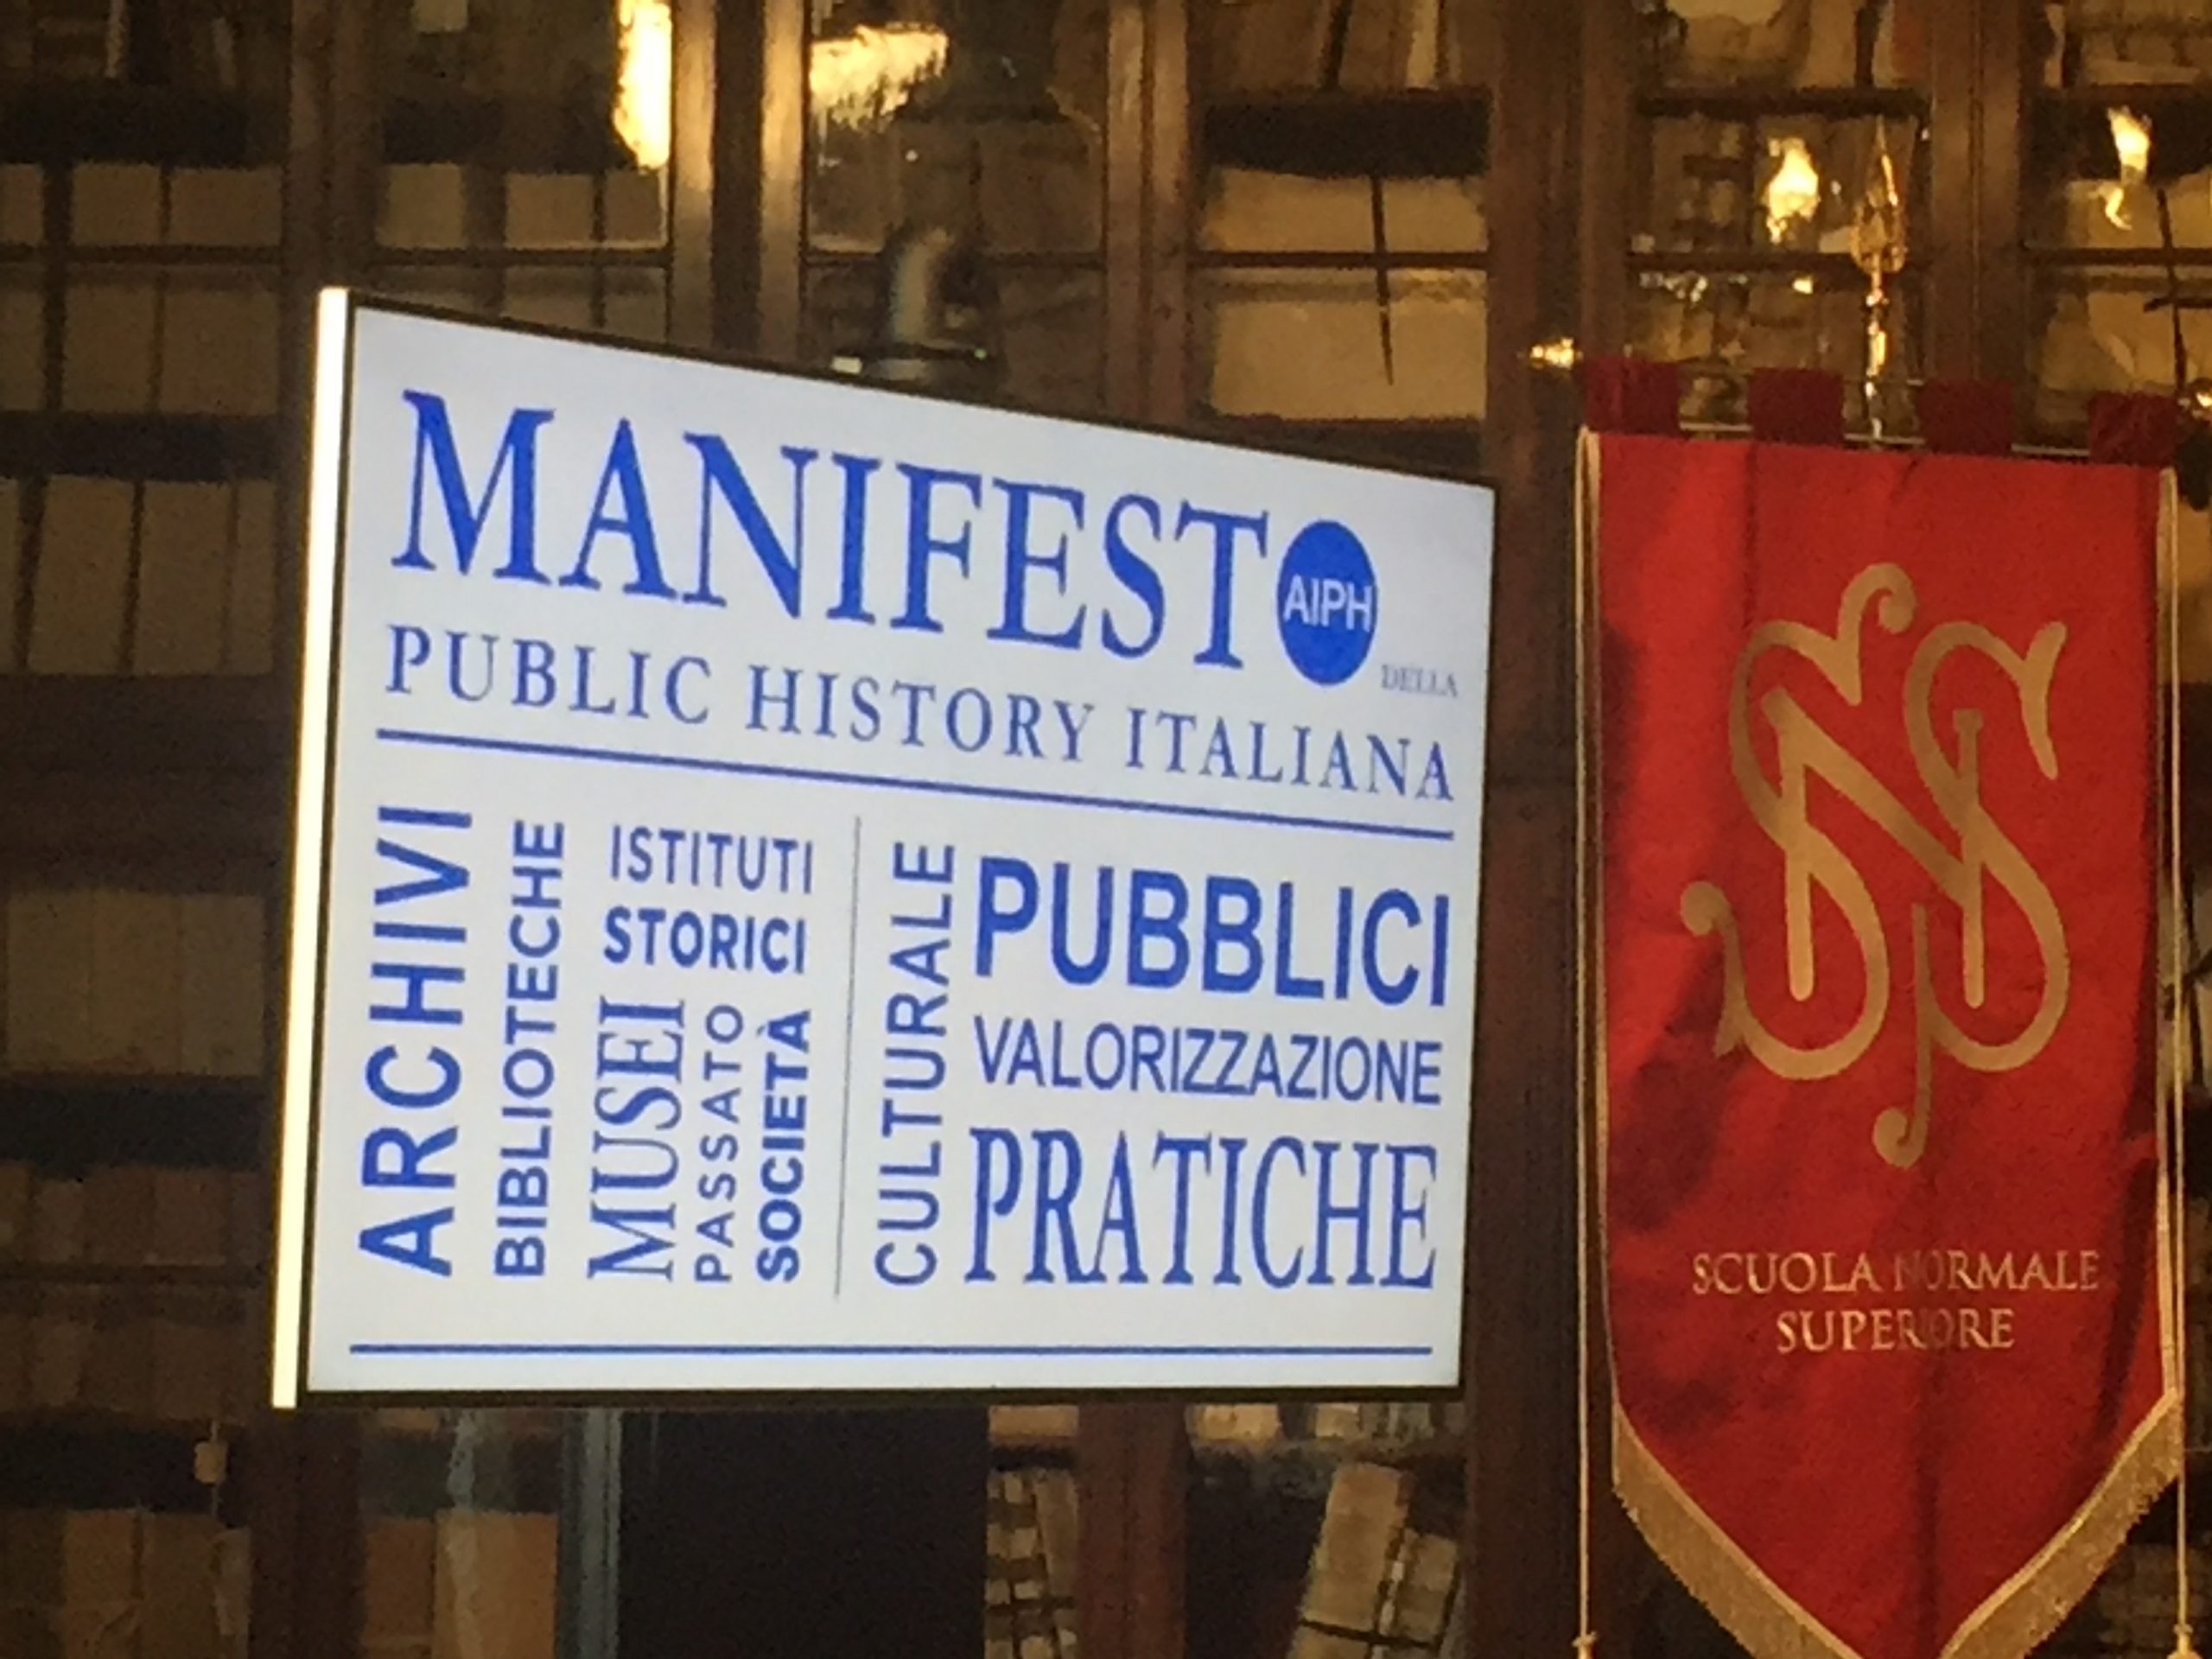 MANIFESTO
AIPH
DELLA
PUBLIC HISTORY ITALIANA
ARCHIVI
BIBLIOTECHE
ISTITUTI
STORICI
MUSEI
PASSATO
SOCIETÀ
CULTURALE
PUBBLICI
VALORIZZAZIONE
PRATICHE
SNS
SCUOLA NORMALE
SUPERIORE